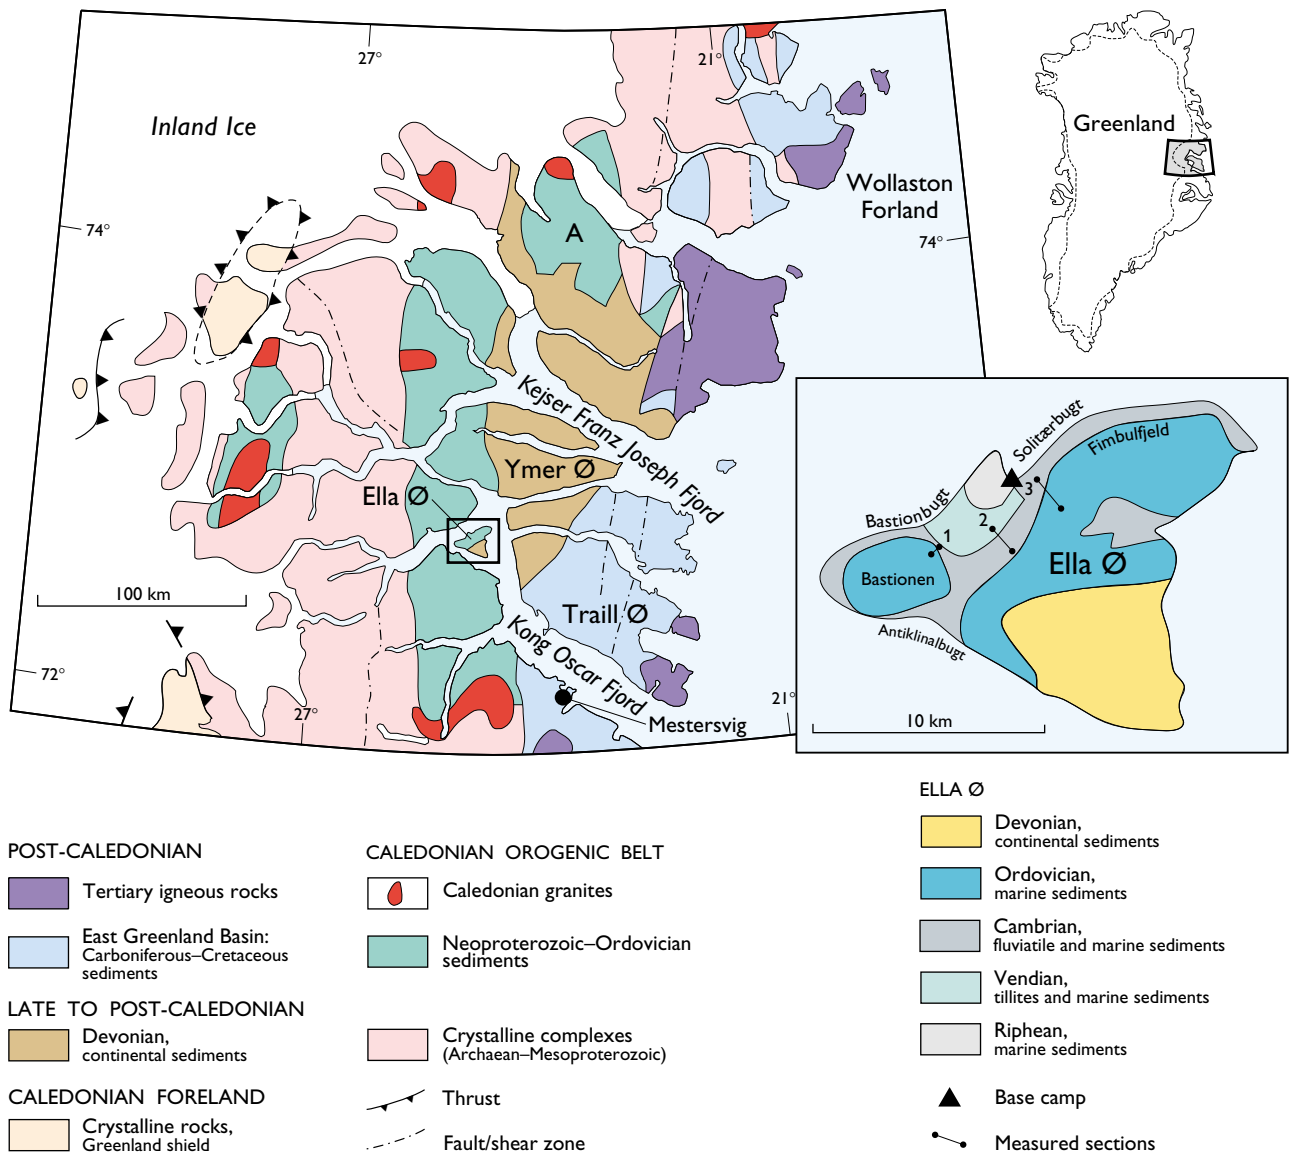 27°
21°
Inland Ice
Greenland
Wollaston
Forland
74°
A
74°
Kejser Franz Joseph Fjord
Solitærbugt
Fimbulfjeld
Ymer Ø
Ella Ø
Bastionbugt
3
2
1
Ella Ø
Bastionen
100 km
Traill Ø
Antiklinalbugt
Kong Oscar Fjord
72°
27°
21°
Mestersvig
10 km
ELLA Ø
Devonian,
continental sediments
Ordovician,
marine sediments
Cambrian,
fluviatile and marine sediments
Vendian,
tillites and marine sediments
Riphean,
marine sediments
Base camp
Measured sections
POST-CALEDONIAN
Tertiary igneous rocks
East Greenland Basin:
Carboniferous–Cretaceous
sediments
LATE TO POST-CALEDONIAN
Devonian,
continental sediments
CALEDONIAN FORELAND
Crystalline rocks,
Greenland shield
CALEDONIAN OROGENIC BELT
Caledonian granites
Neoproterozoic–Ordovician
sediments
Crystalline complexes
(Archaean–Mesoproterozoic)
Thrust
Fault/shear zone